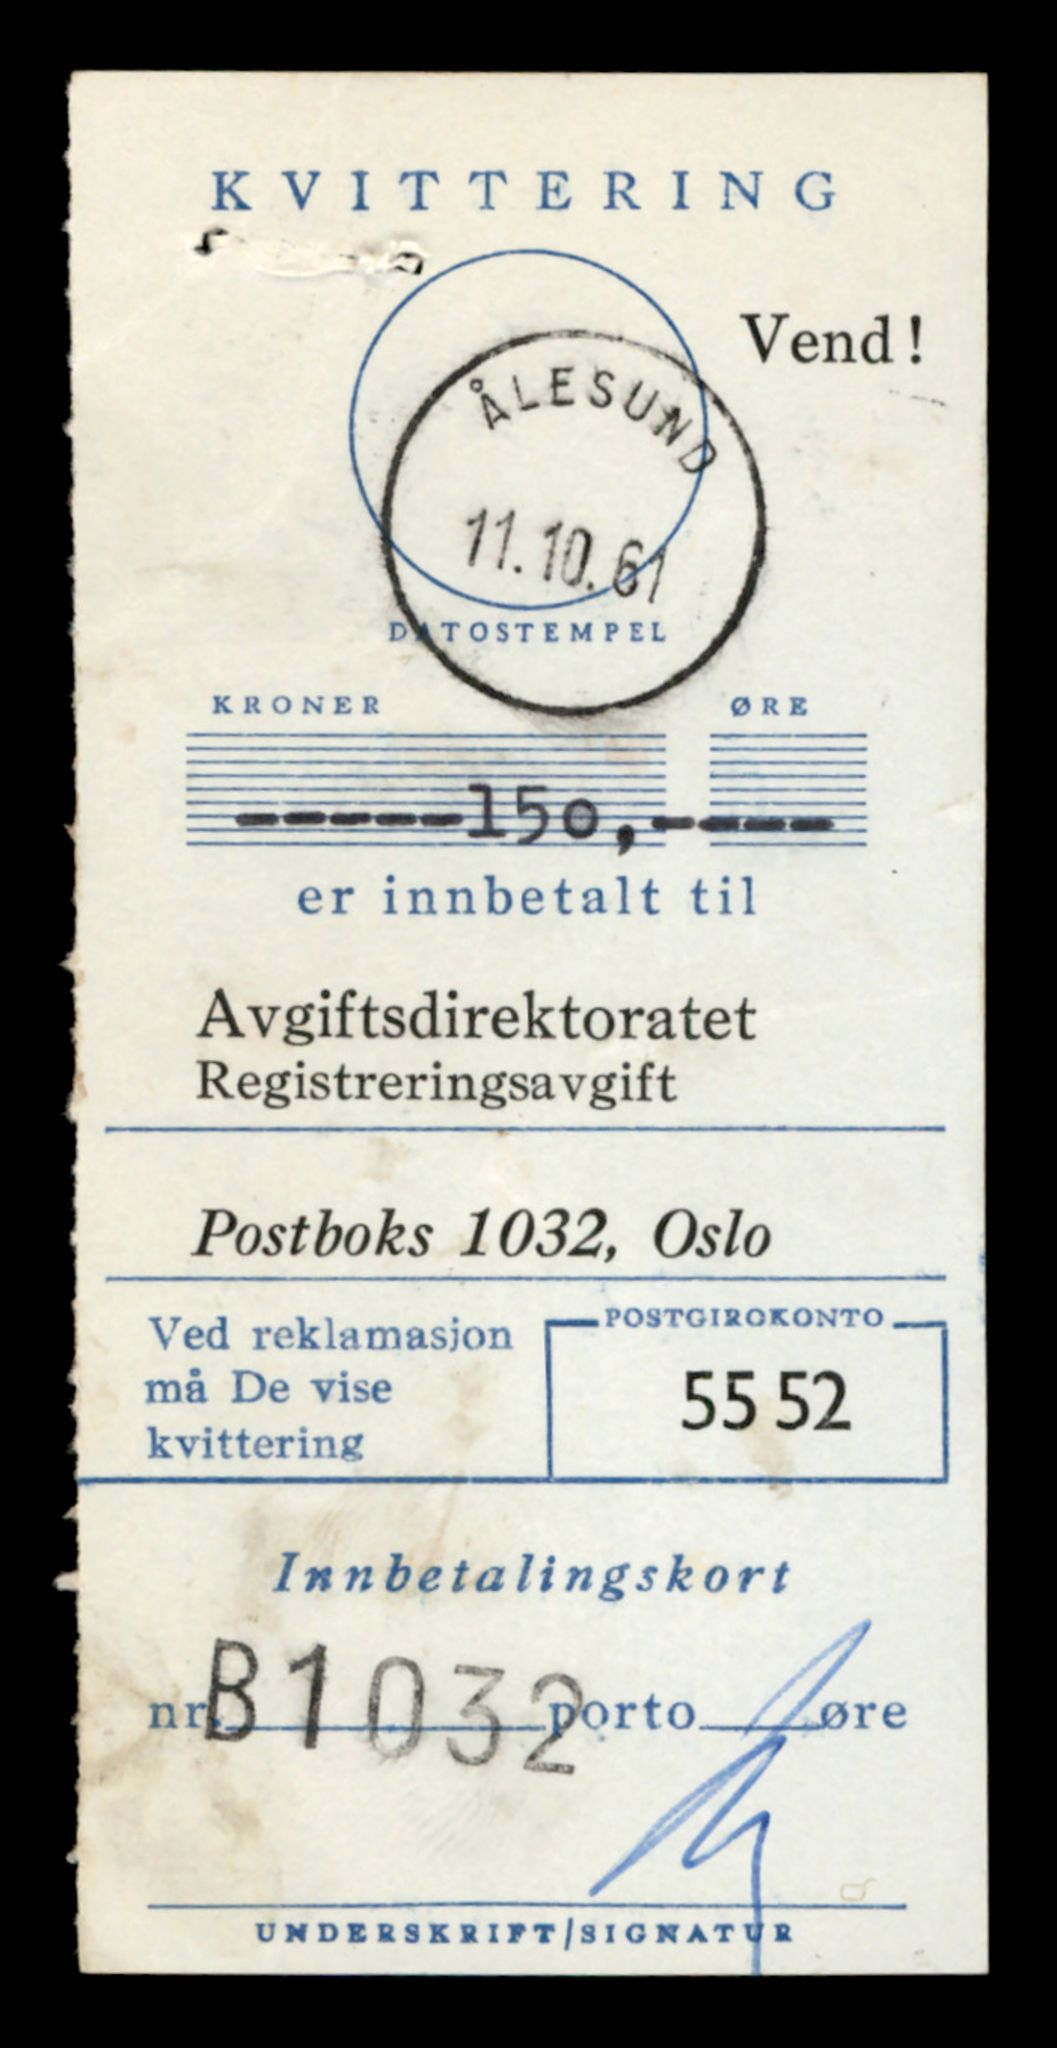 KVITTERING
Vend!
ÅLESUND
11.10.61
DATOSTEMPEL
KRONER ØRE
-----150,-----
er innbetalt til
Avgiftsdirektoratet
Registreringsavgift
Postboks 1032, Oslo
Ved reklamasjon
må De vise
kvittering
POSTGIROKONTO
55 52
Innbetalingskort
nr. B1032 porto øre
UNDERSKRIFT/SIGNATUR